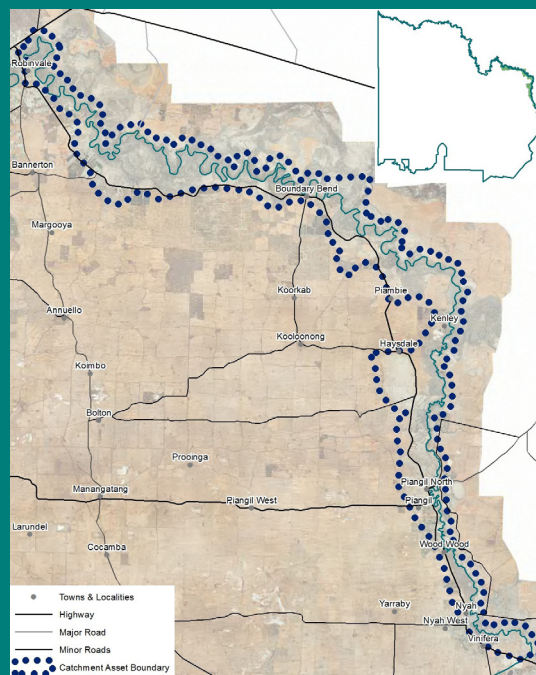 Robinvale
Bannerton
Boundary Bend
Margooya
Koorkab
Piambie
Annuello
Kenley
Kooloonong
Haysdale
Koimbo
Bolton
Prooinga
Piangil North
Manangatang
Piangil West
Piangil
Larundel
Wood Wood
Cocamba
Yarraby
Nyah
Nyah West
Vinifera
Towns & Localities
Highway
Major Road
Minor Roads
Catchment Asset Boundary